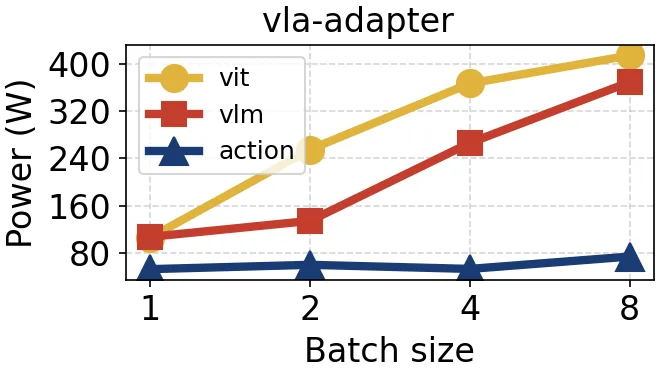 vla-adapter
Power (W)
400
320
240
160
80
vit
vlm
action
1 2 4 8
Batch size